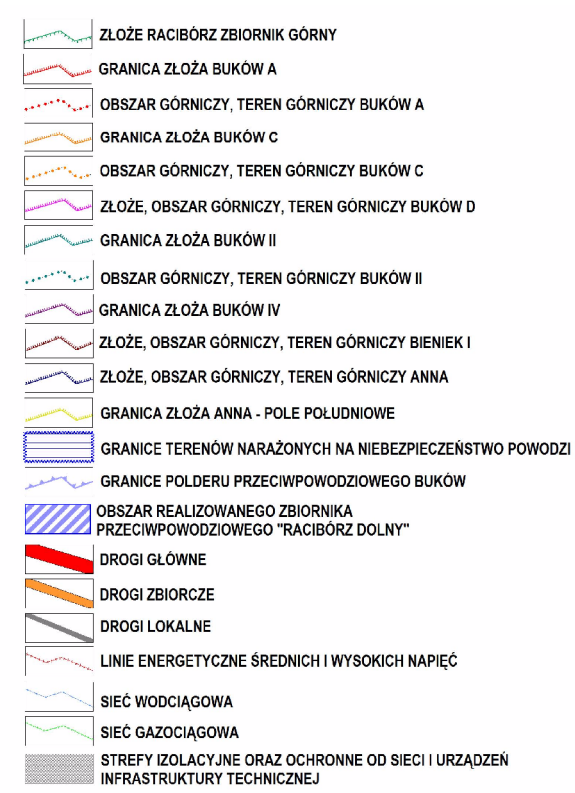 ZŁOŻE RACIBÓRZ ZBIORNIK GÓRNY
GRANICA ZŁOŻA BUKÓW A
OBSZAR GÓRNICZY, TEREN GÓRNICZY BUKÓW A
GRANICA ZŁOŻA BUKÓW C
OBSZAR GÓRNICZY, TEREN GÓRNICZY BUKÓW C
ZŁOŻE, OBSZAR GÓRNICZY, TEREN GÓRNICZY BUKÓW D
GRANICA ZŁOŻA BUKÓW II
OBSZAR GÓRNICZY, TEREN GÓRNICZY BUKÓW II
GRANICA ZŁOŻA BUKÓW IV
ZŁOŻE, OBSZAR GÓRNICZY, TEREN GÓRNICZY BIENIEK I
ZŁOŻE, OBSZAR GÓRNICZY, TEREN GÓRNICZY ANNA
GRANICA ZŁOŻA ANNA - POLE POŁUDNIOWE
GRANICE TERENÓW NARAŻONYCH NA NIEBEZPIECZEŃSTWO POWODZI
GRANICE POLDERU PRZECIWPOWODZIOWEGO BUKÓW
OBSZAR REALIZOWANEGO ZBIORNIKA
PRZECIWPOWODZIOWEGO "RACIBÓRZ DOLNY"
DROGI GŁÓWNE
DROGI ZBIORCZE
DROGI LOKALNE
LINIE ENERGETYCZNE ŚREDNICH I WYSOKICH NAPIĘĆ
SIEĆ WODCIĄGOWA
SIEĆ GAZOCIĄGOWA
STREFY IZOLACYJNE ORAZ OCHRONNE OD SIECI I URZĄDZEŃ
INFRASTRUKTURY TECHNICZNEJ